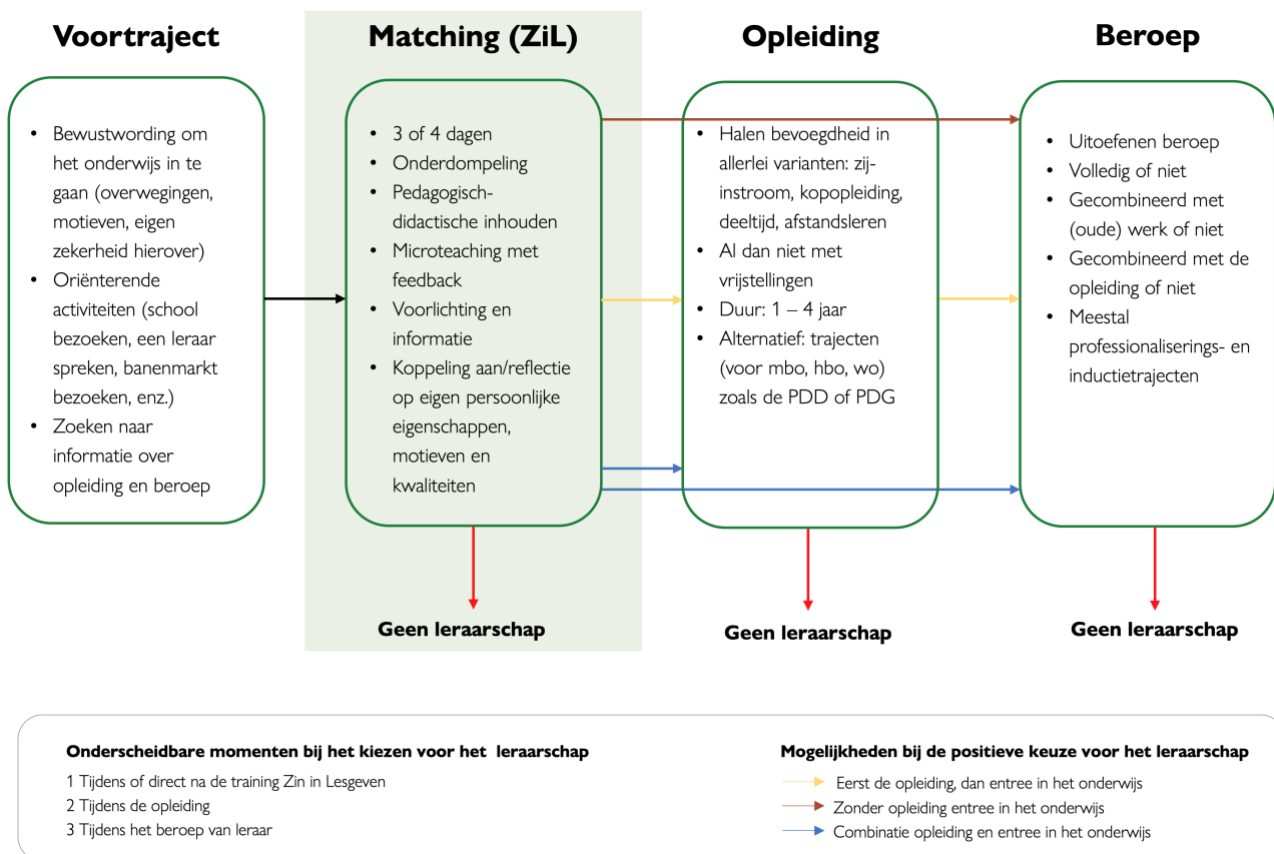 Voortraject
Matching (ZiL)
Opleiding
Beroep
• Bewustwording om
het onderwijs in te
gaan (overwegingen,
motieven, eigen
zekerheid hierover)
• Oriënterende
activiteiten (school
bezoeken, een leraar
spreken, banenmarkt
bezoeken, enz.)
• Zoeken naar
informatie over
opleiding en beroep
• 3 of 4 dagen
• Onderdompeling
• Pedagogisch-
didactische inhouden
• Microteaching met
feedback
• Voorlichting en
informatie
• Koppeling aan/reflectie
op eigen persoonlijke
eigenschappen,
motieven en
kwaliteiten
• Halen bevoegdheid in
allerlei varianten: zij-
instroom, kopopleiding,
deeltijd, afstandsleren
• Al dan niet met
vrijstellingen
• Duur: 1 – 4 jaar
• Alternatief: trajecten
(voor mbo, hbo, wo)
zoals de PDD of PDG
• Uitoefenen beroep
• Volledig of niet
• Gecombineerd met
(oude) werk of niet
• Gecombineerd met de
opleiding of niet
• Meestal
professionaliserings- en
inductietrajecten
Geen leraarschap
Geen leraarschap
Geen leraarschap
Onderscheidbare momenten bij het kiezen voor het leraarschap
1 Tijdens of direct na de training Zin in Lesgeven
2 Tijdens de opleiding
3 Tijdens het beroep van leraar
Mogelijkheden bij de positieve keuze voor het leraarschap
Eerst de opleiding, dan entree in het onderwijs
Zonder opleiding entree in het onderwijs
Combinatie opleiding en entree in het onderwijs